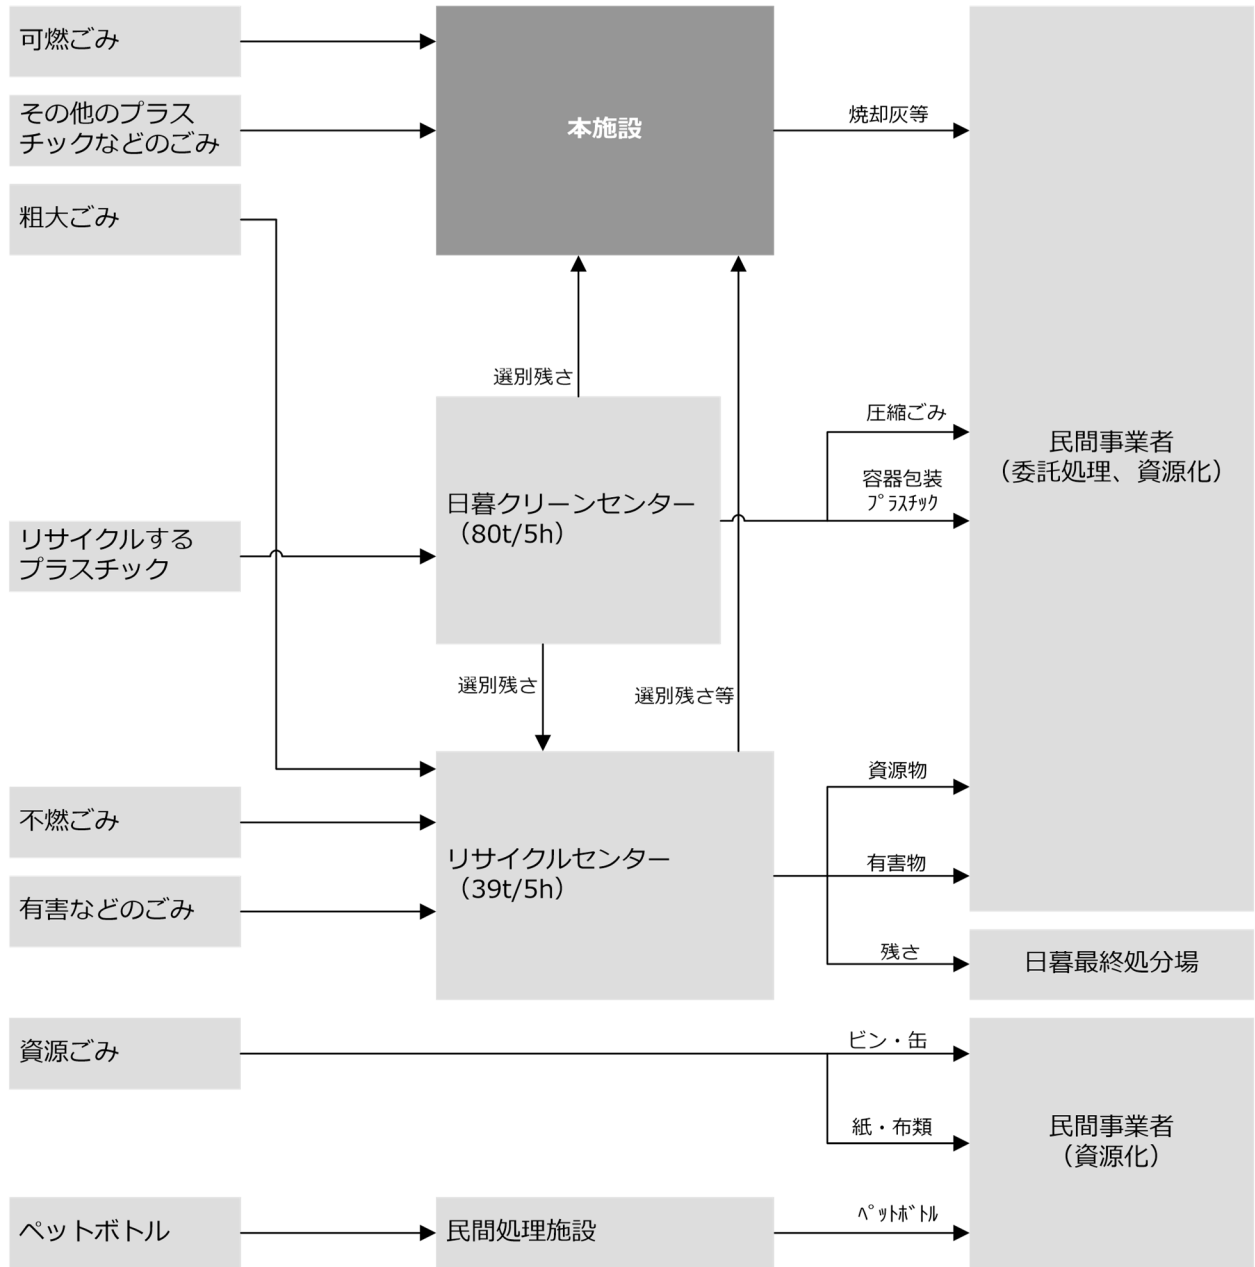 可燃ごみ
その他のプラス
チックなどのごみ
本施設
焼却灰等
粗大ごみ
選別残さ
圧縮ごみ
民間事業者
（委託処理、資源化）
日暮クリーンセンター
（80t/5h）
容器包装
ﾌﾟﾗｽﾁｯｸ
リサイクルする
プラスチック
選別残さ
選別残さ等
資源物
不燃ごみ
リサイクルセンター
（39t/5h）
有害物
有害などのごみ
残さ
日暮最終処分場
資源ごみ
ビン・缶
紙・布類
民間事業者
（資源化）
ペットボトル
民間処理施設
ﾍﾟｯﾄﾎﾞﾄﾙ